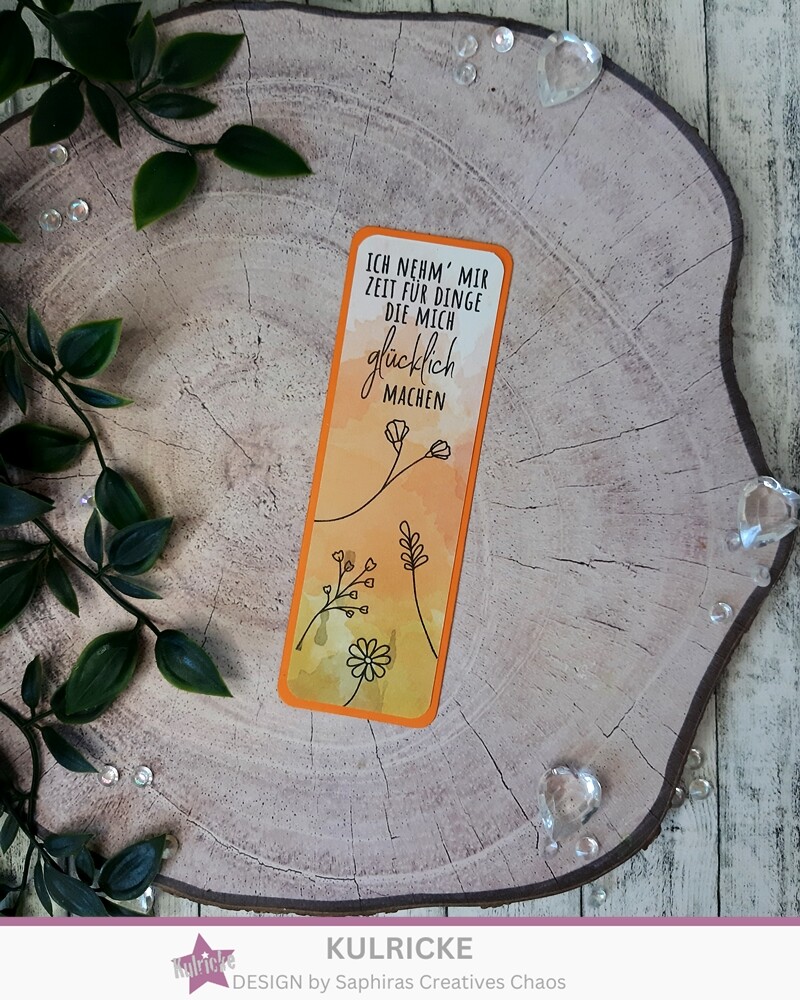 ICH NEHM' MIR
ZEIT FÜR DINGE
DIE MICH
glücklich
MACHEN
Kulricke
KULRICKE
DESIGN by Saphiras Creatives Chaos